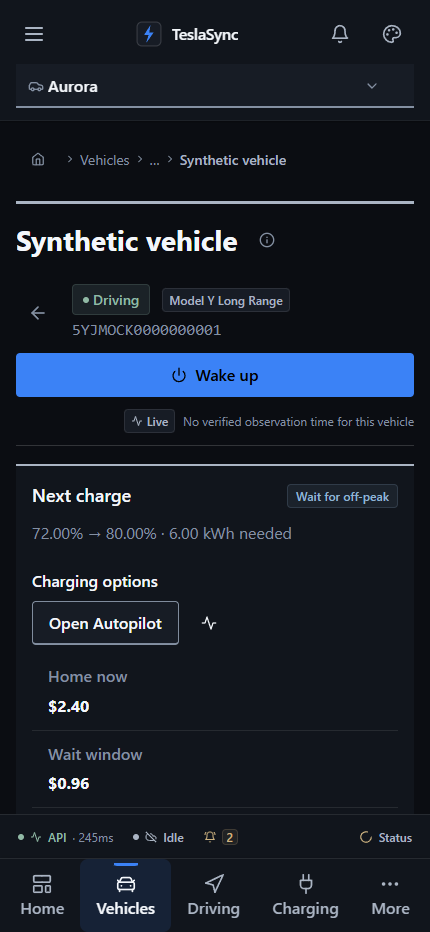 TeslaSync
Aurora
Vehicles ... Synthetic vehicle
Synthetic vehicle
Driving
Model Y Long Range
5YJMOCK0000000001
Wake up
Live No verified observation time for this vehicle
Next charge
Wait for off-peak
72.00% → 80.00% · 6.00 kWh needed
Charging options
Open Autopilot
Home now
$2.40
Wait window
$0.96
API · 245ms Idle 2 Status
Home Vehicles Driving Charging More